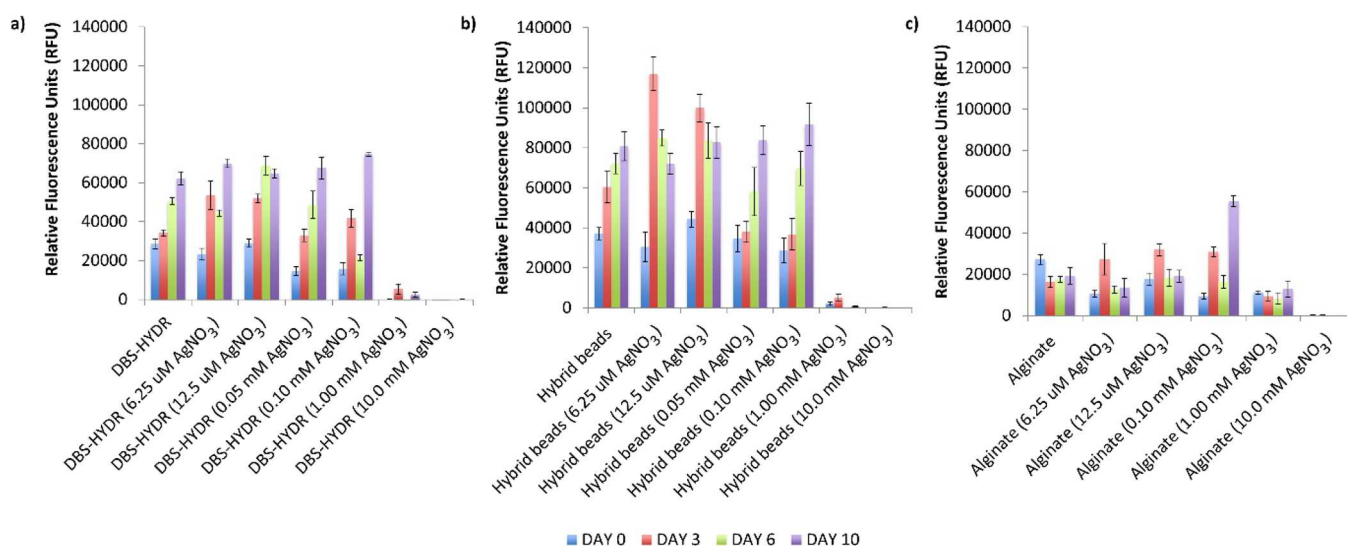 a)
Relative Fluorescence Units (RFU)
140000
120000
100000
80000
60000
40000
20000
0
DBS-HYDR
DBS-HYDR (6.25 uM AgNO3)
DBS-HYDR (12.5 uM AgNO3)
DBS-HYDR (0.05 mM AgNO3)
DBS-HYDR (0.10 mM AgNO3)
DBS-HYDR (1.00 mM AgNO3)
DBS-HYDR (10.0 mM AgNO3)
b)
Relative Fluorescence Units (RFU)
140000
120000
100000
80000
60000
40000
20000
0
Hybrid beads
Hybrid beads (6.25 uM AgNO3)
Hybrid beads (12.5 uM AgNO3)
Hybrid beads (0.05 mM AgNO3)
Hybrid beads (0.10 mM AgNO3)
Hybrid beads (1.00 mM AgNO3)
Hybrid beads (10.0 mM AgNO3)
c)
Relative Fluorescence Units (RFU)
140000
120000
100000
80000
60000
40000
20000
0
Alginate
Alginate (6.25 uM AgNO3)
Alginate (12.5 uM AgNO3)
Alginate (0.10 mM AgNO3)
Alginate (1.00 mM AgNO3)
Alginate (10.0 mM AgNO3)
DAY 0 DAY 3 DAY 6 DAY 10